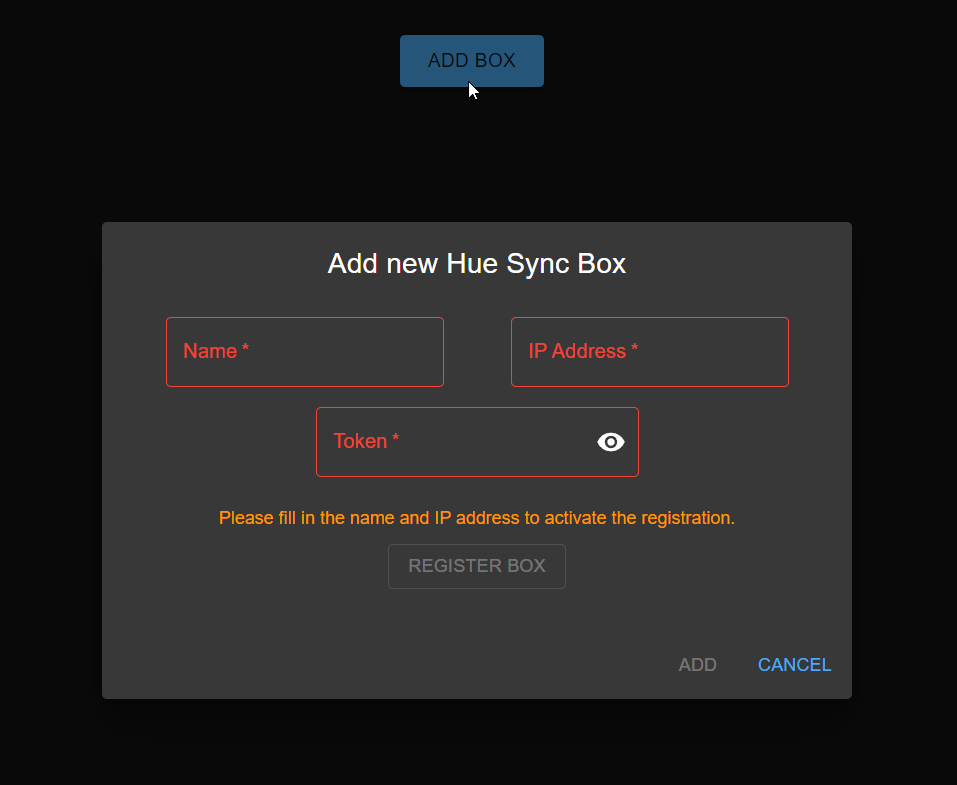 ADD BOX
Add new Hue Sync Box
Name *
IP Address *
Token *
Please fill in the name and IP address to activate the registration.
REGISTER BOX
ADD
CANCEL